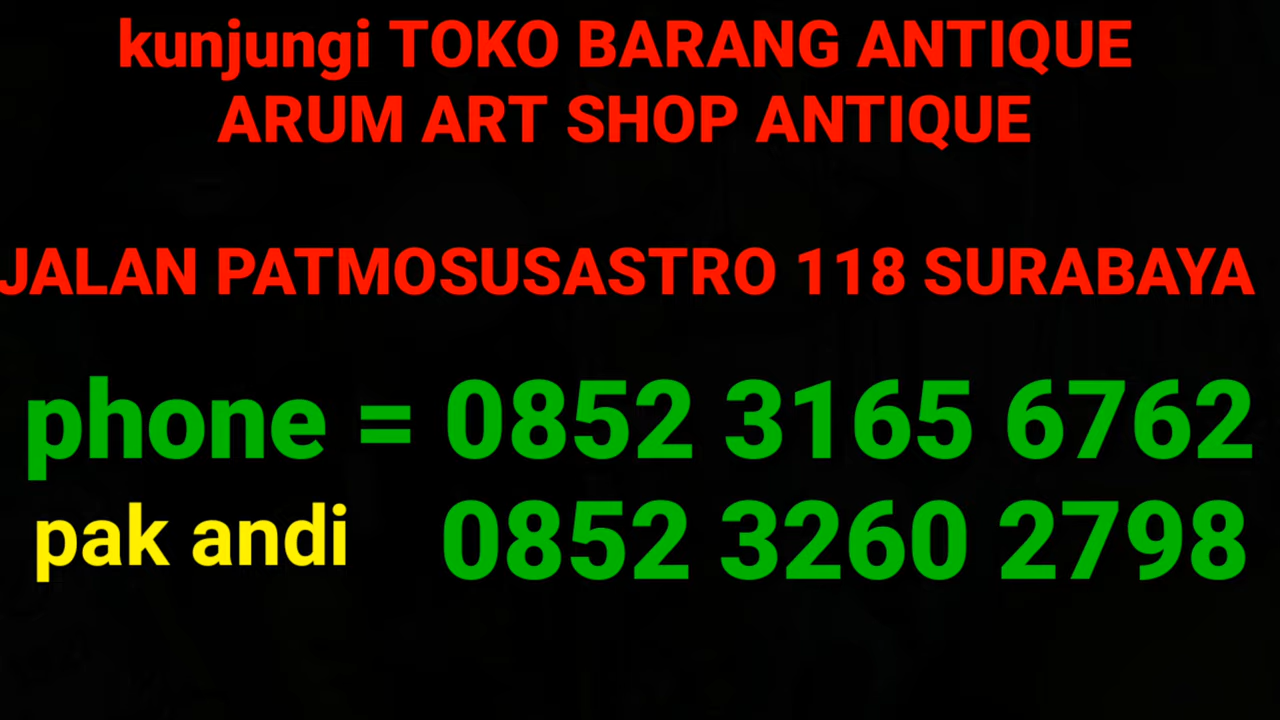 kunjungi TOKO BARANG ANTIQUE
ARUM ART SHOP ANTIQUE
JALAN PATMOSUSASTRO 118 SURABAYA
phone = 0852 3165 6762
pak andi 0852 3260 2798